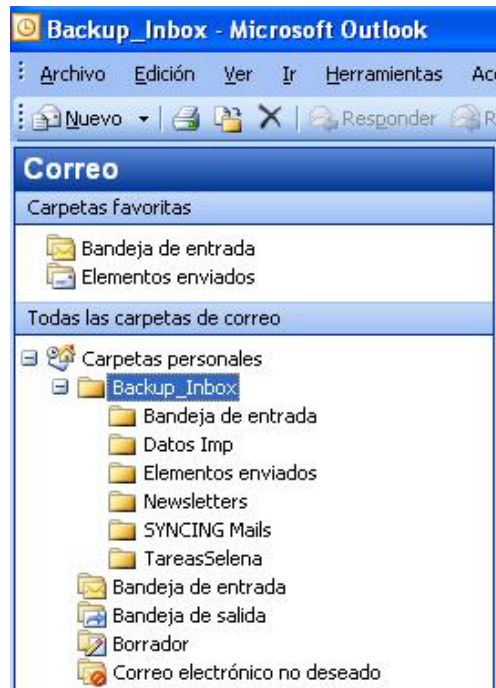 Backup_Inbox - Microsoft Outlook
Archivo Edición Ver Ir Herramientas
Nuevo Responder
Correo
Carpetas favoritas
Bandeja de entrada
Elementos enviados
Todas las carpetas de correo
Carpetas personales
Backup_Inbox
Bandeja de entrada
Datos Imp
Elementos enviados
Newsletters
SYNCING Mails
TareasSelena
Bandeja de entrada
Bandeja de salida
Borrador
Correo electrónico no deseado